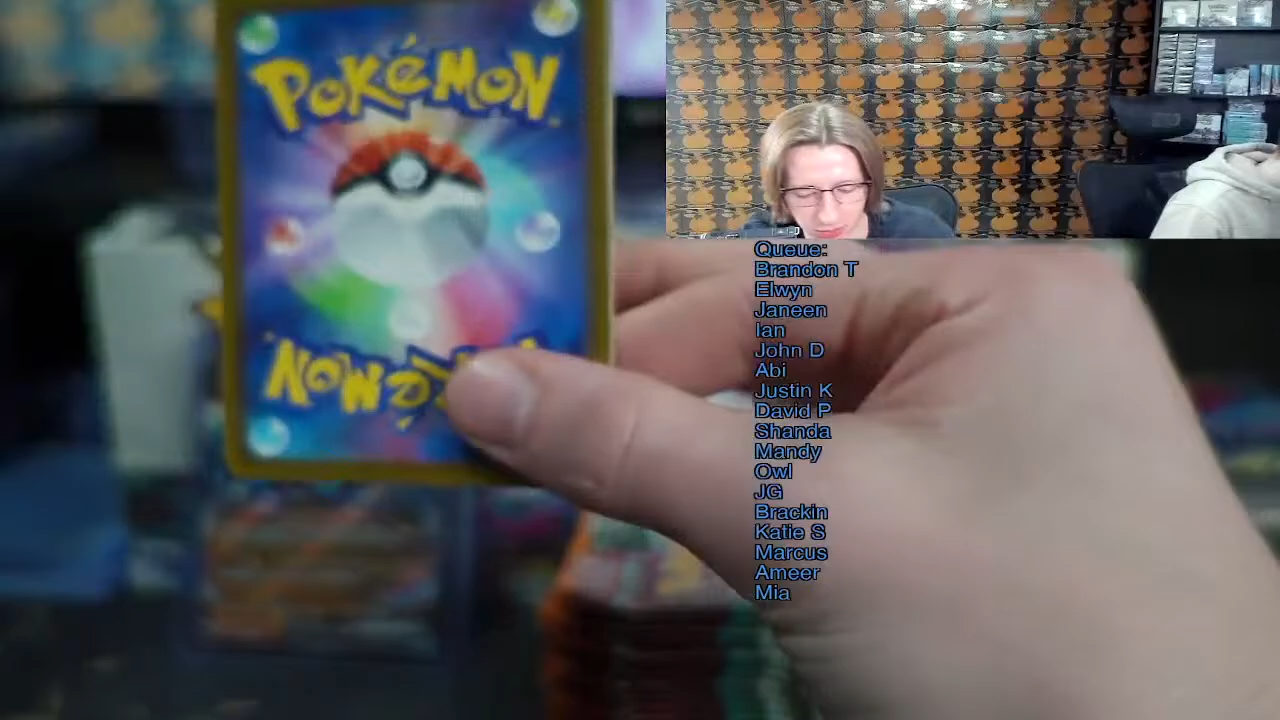 POKéMON
POKéMON
Queue:
Brandon T
Elwyn
Janeen
Ian
John D
Abi
Justin K
David P
Shanda
Mandy
Owl
JG
Brackin
Katie S
Marcus
Ameer
Mia